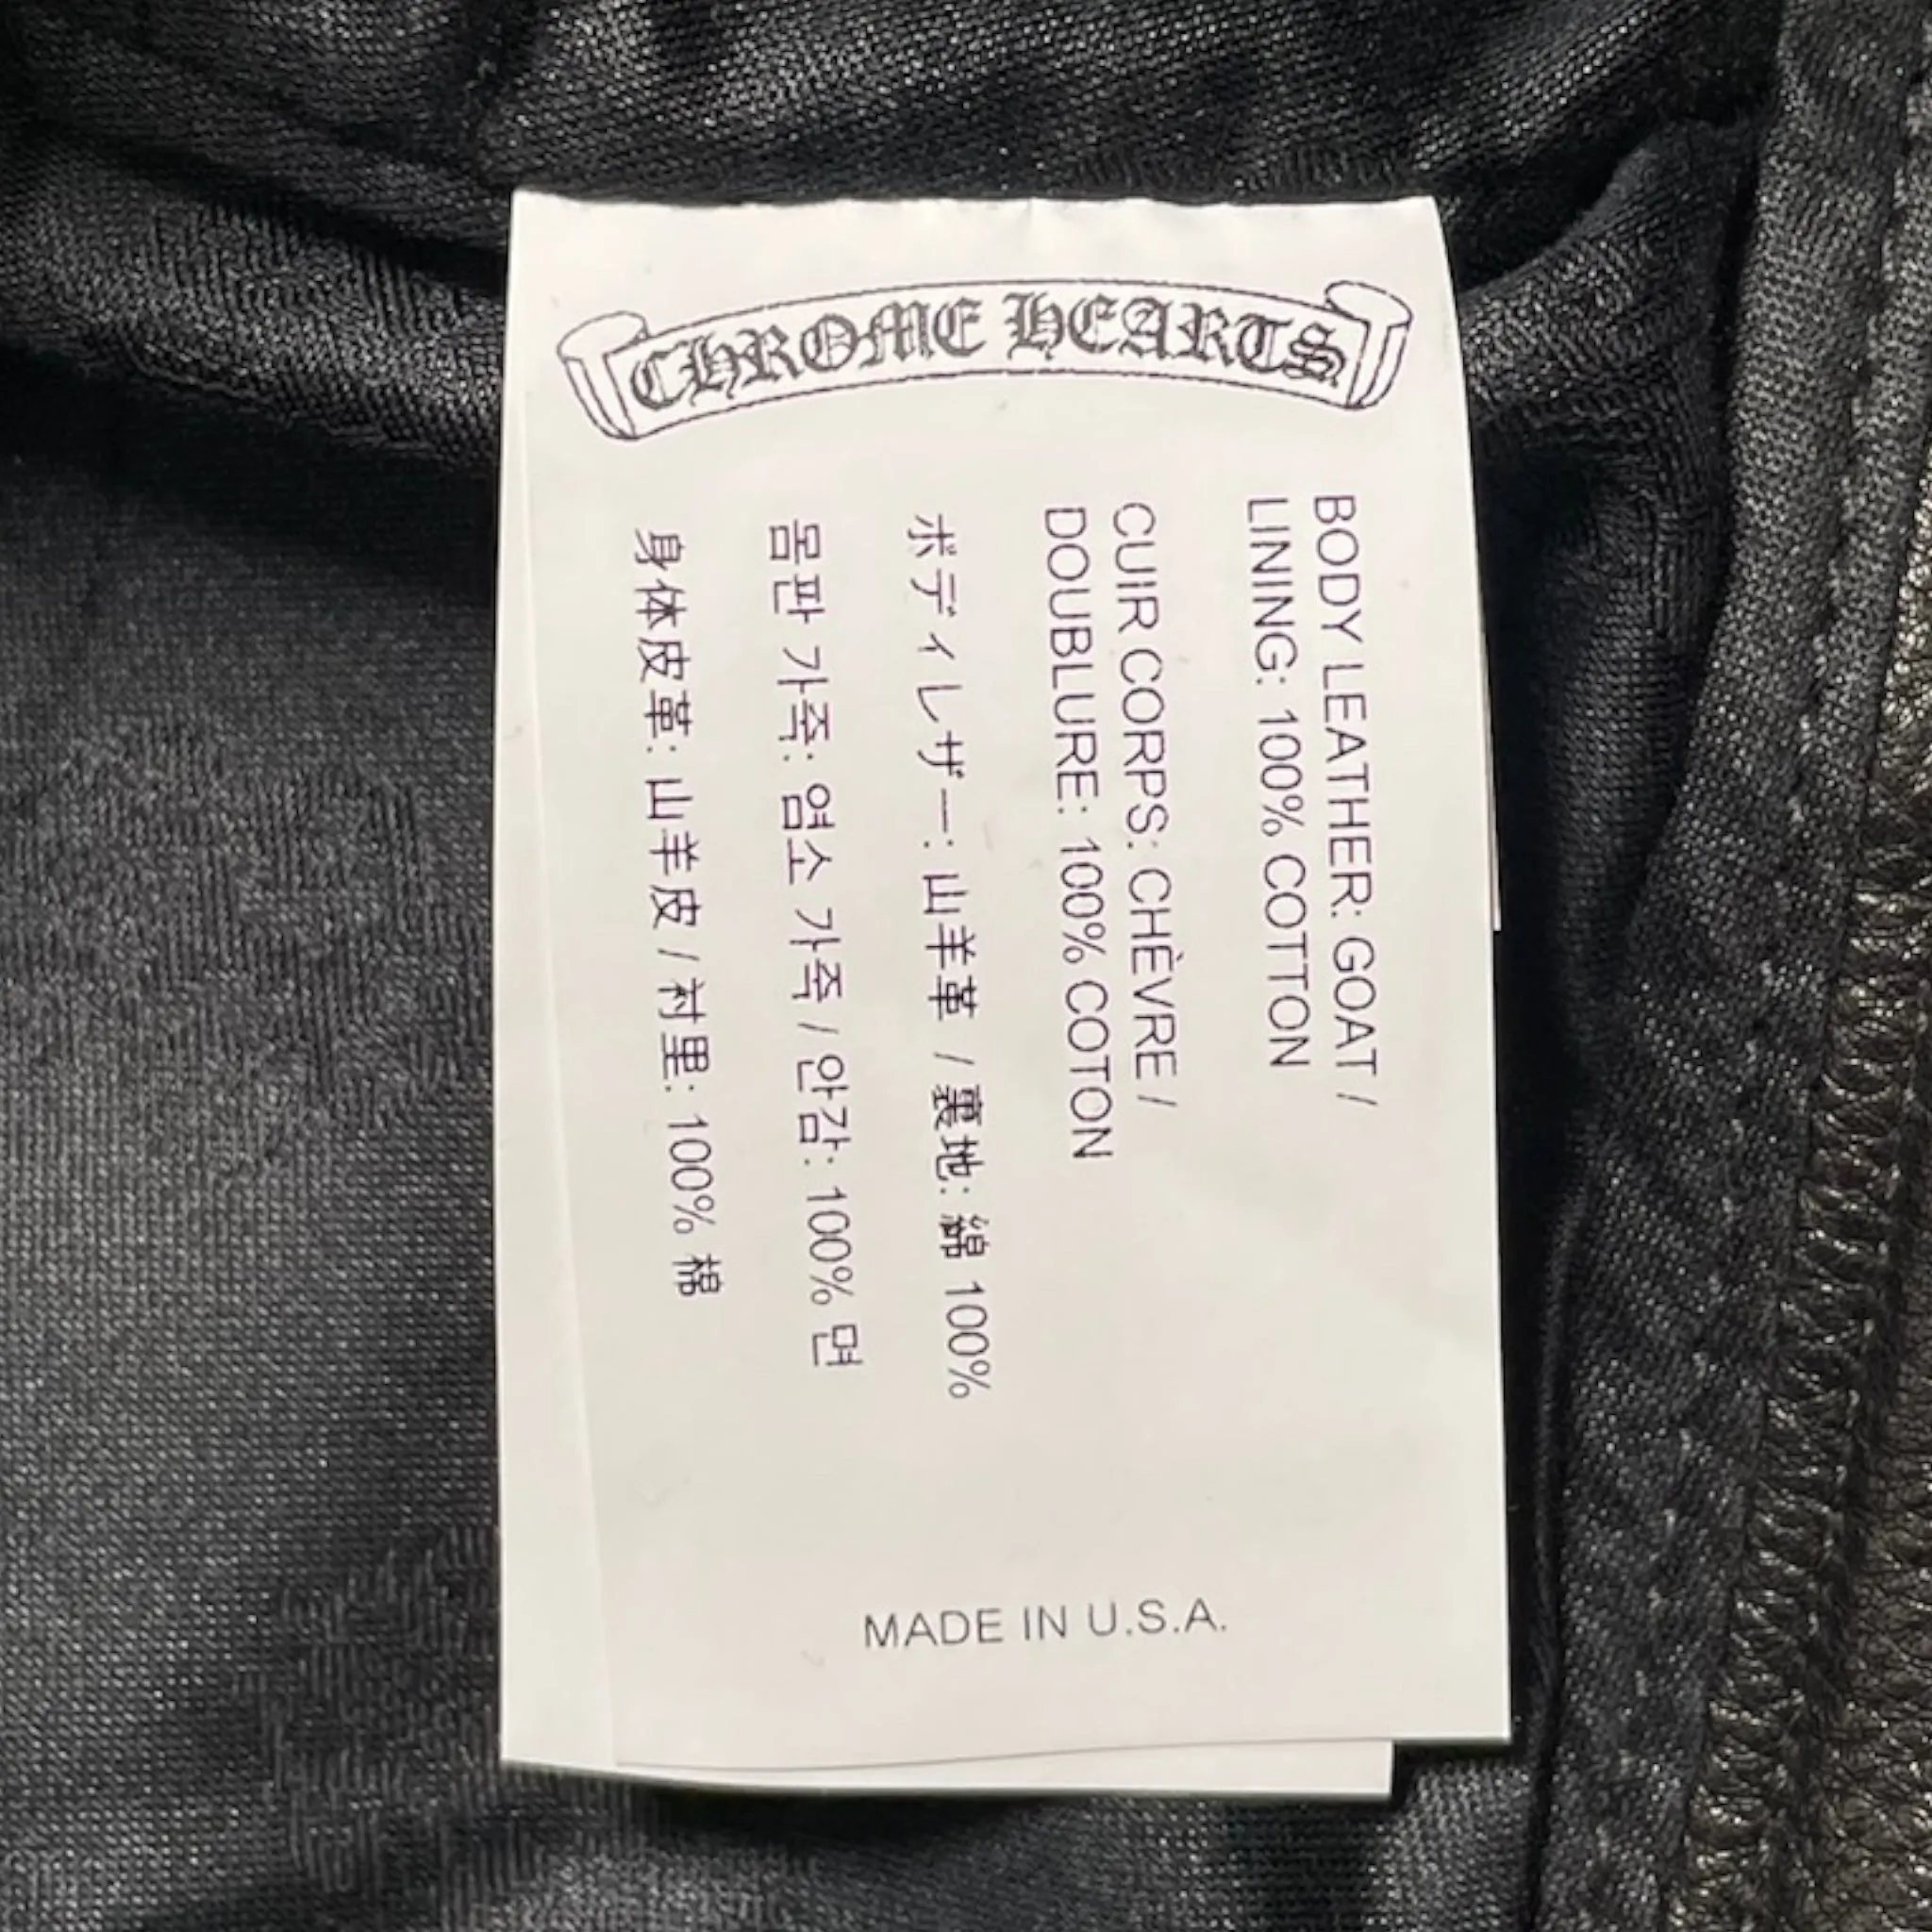 CHROME HEARTS
BODY LEATHER: GOAT /
LINING: 100% COTTON
CUIR CORPS: CHÈVRE /
DOUBLURE: 100% COTON
ボディレザー: 山羊革 / 裏地: 綿 100%
몸판 가죽: 염소 가죽 / 안감: 100% 면
身体皮革: 山羊皮 / 衬里: 100% 棉
MADE IN U.S.A.